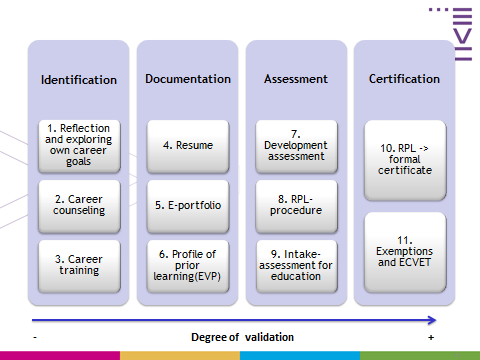 EVC
Identification
Documentation
Assessment
Certification
1. Reflection
and exploring
own career
goals
2. Career
counseling
3. Career
training
4. Resume
5. E-portfolio
6. Profile of
prior
learning(EVP)
7.
Development
assessment
8. RPL-
procedure
9. Intake-
assessment for
education
10. RPL ->
formal
certificate
11.
Exemptions
and ECVET
- Degree of validation +